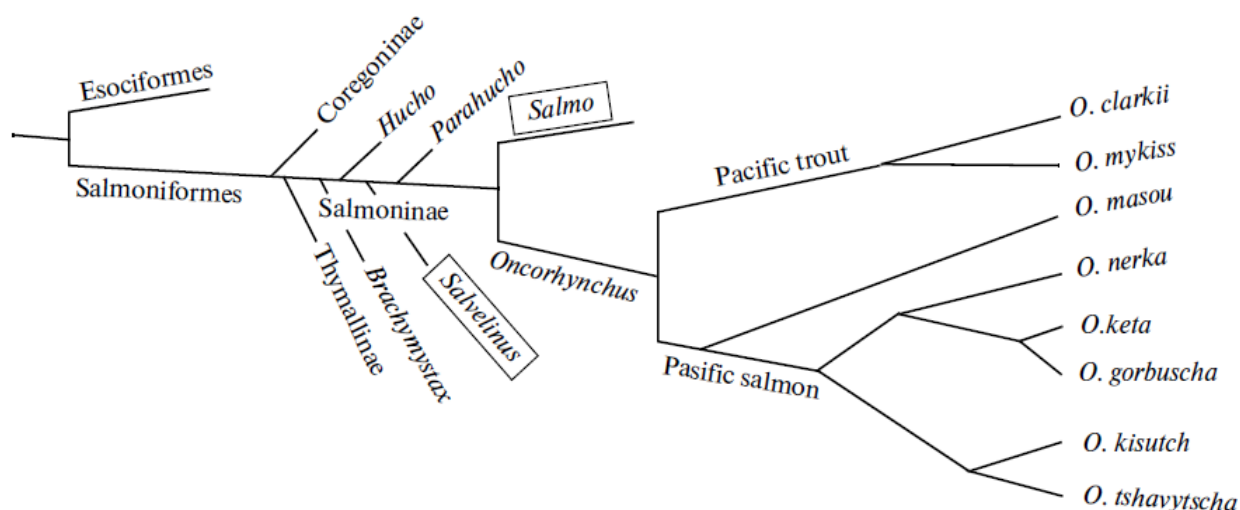 Esociformes
Salmoniformes
Coregoninae
Hucho
Parahucho
Salmo
Salmoninae
Thymallinae
Brachymystax
Salvelinus
Oncorhynchus
Pacific trout
Pasific salmon
O. clarkii
O. mykiss
O. masou
O. nerka
O.keta
O. gorbuscha
O. kisutch
O. tshavytscha